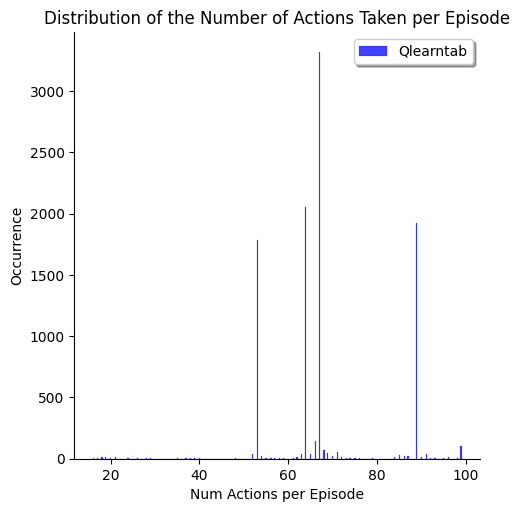 Distribution of the Number of Actions Taken per Episode
Qlearntab
3000
2500
2000
1500
1000
500
0
Occurrence
20 40 60 80 100
Num Actions per Episode